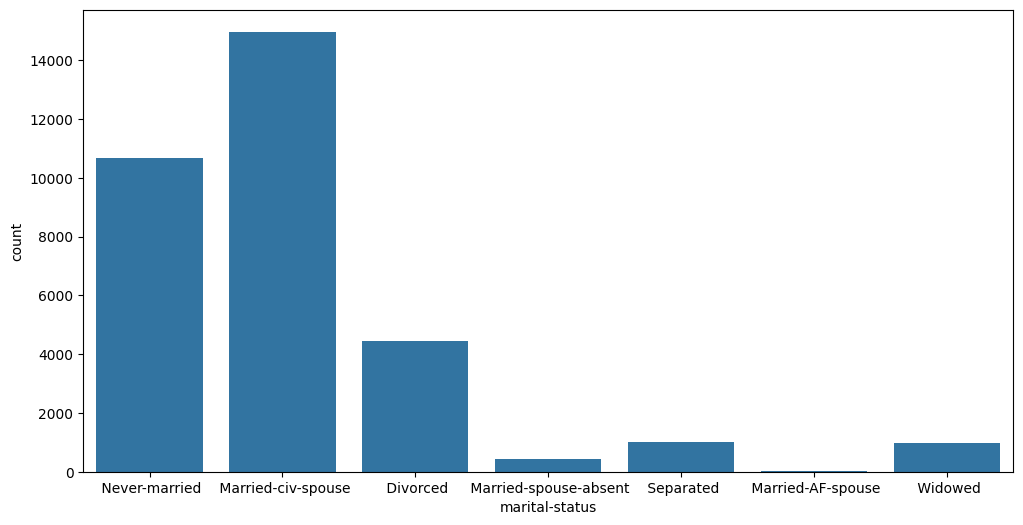 14000
12000
10000
8000
6000
4000
2000
0
count
Never-married Married-civ-spouse Divorced Married-spouse-absent Separated Married-AF-spouse Widowed
marital-status